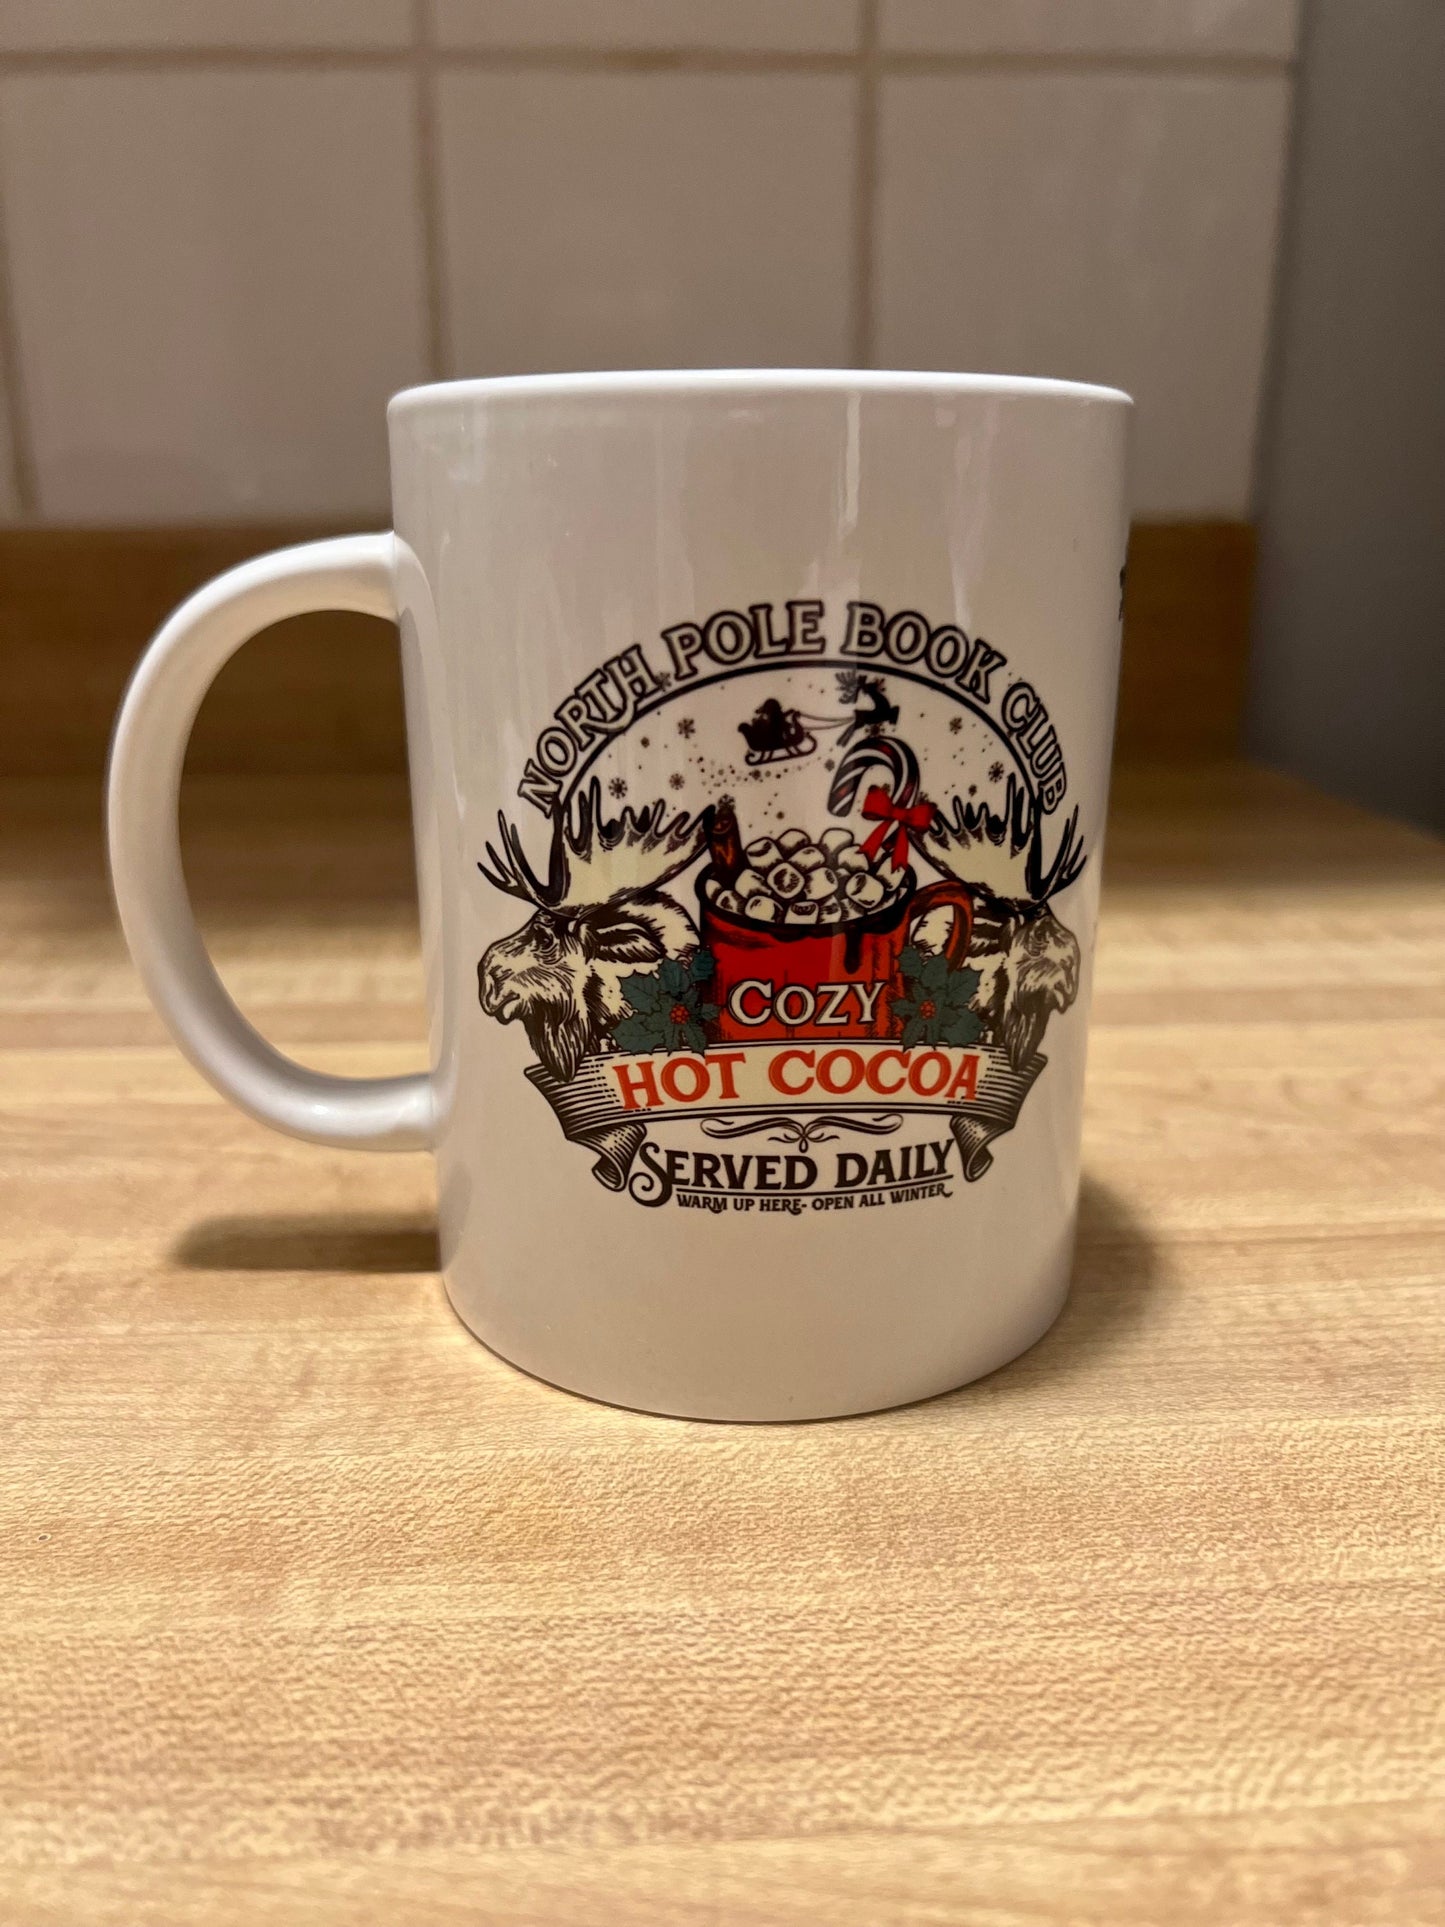 NORTH POLE BOOK CLUB
COZY
HOT COCOA
SERVED DAILY
WARM UP HERE- OPEN ALL WINTER